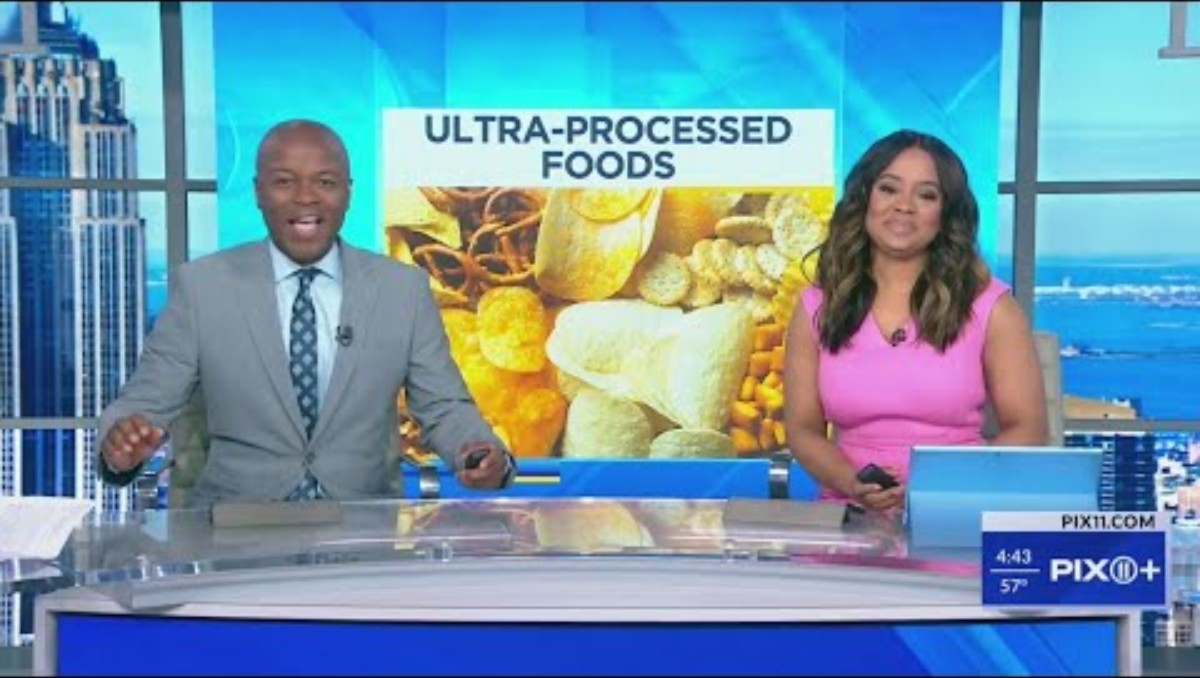 ULTRA-PROCESSED
FOODS
PIX11.COM
4:43
57°
PIX11+